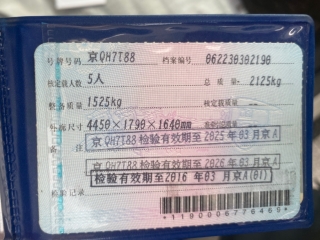 号牌号码 京QH7T88 档案编号 062230302190
核定载人数 5人 总质量 2125kg
整备质量 1525kg 核定载质量
外廓尺寸 4450×1790×1640mm
备注 京QH7T88检验有效期至2025年03月京A
京QH7T88检验有效期至2026年03月京A
检验有效期至2016年03月京A(01)
检验记录
*1190006776465*